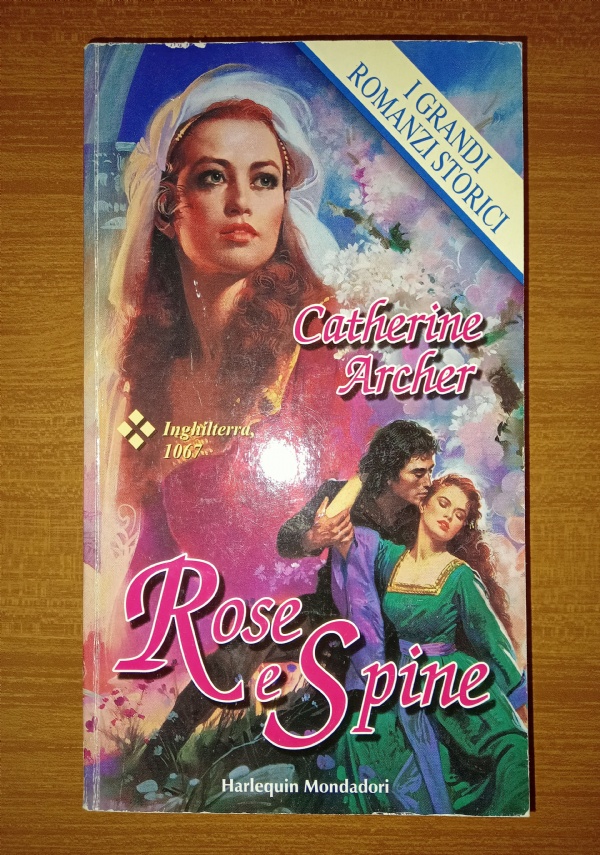 I GRANDI
ROMANZI STORICI
Catherine
Archer
Inghilterra,
1067
Rose
e Spine
Harlequin Mondadori